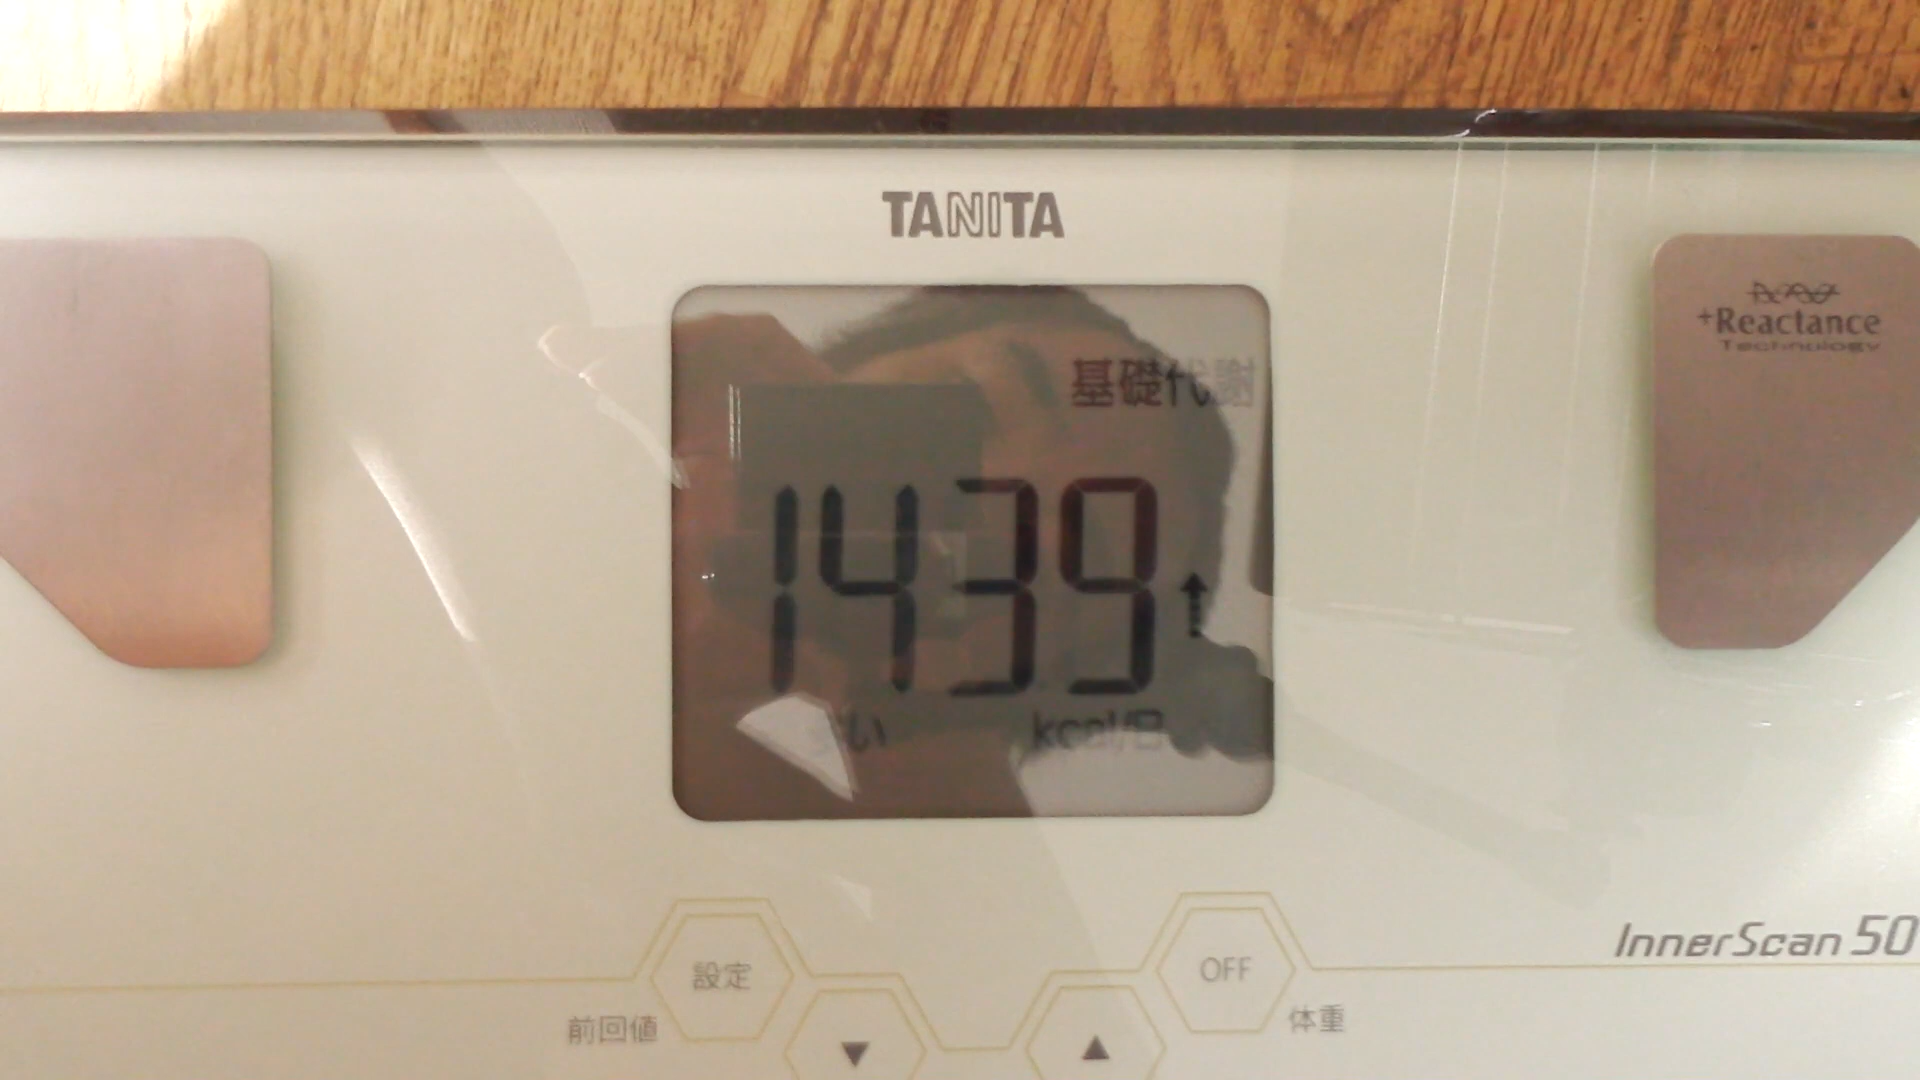 TANITA
+Reactance
Technology
基礎代謝
1439
kcal/日
InnerScan 50
設定
OFF
前回値
体重
▼
▲